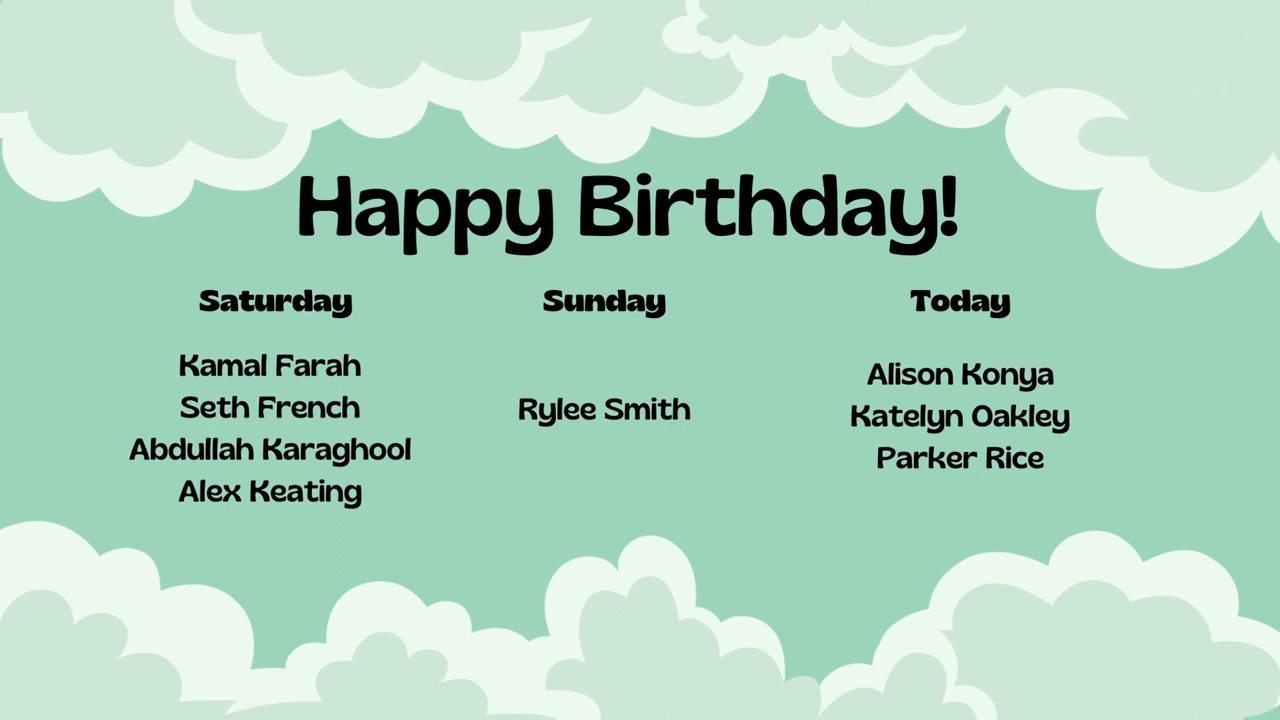 Happy Birthday!
Saturday
Kamal Farah
Seth French
Abdullah Karaghool
Alex Keating
Sunday
Rylee Smith
Today
Alison Konya
Katelyn Oakley
Parker Rice